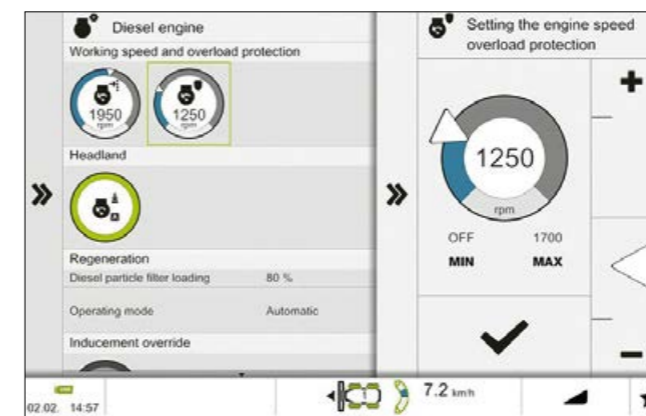 Diesel engine
Working speed and overload protection
1950
rpm
1250
rpm
Headland
Regeneration
Diesel particle filter loading 80 %
Operating mode Automatic
Inducement override
Setting the engine speed
overload protection
+
1250
rpm
OFF 1700
MIN MAX
−
02.02. 14:57
1
7.2 km/h